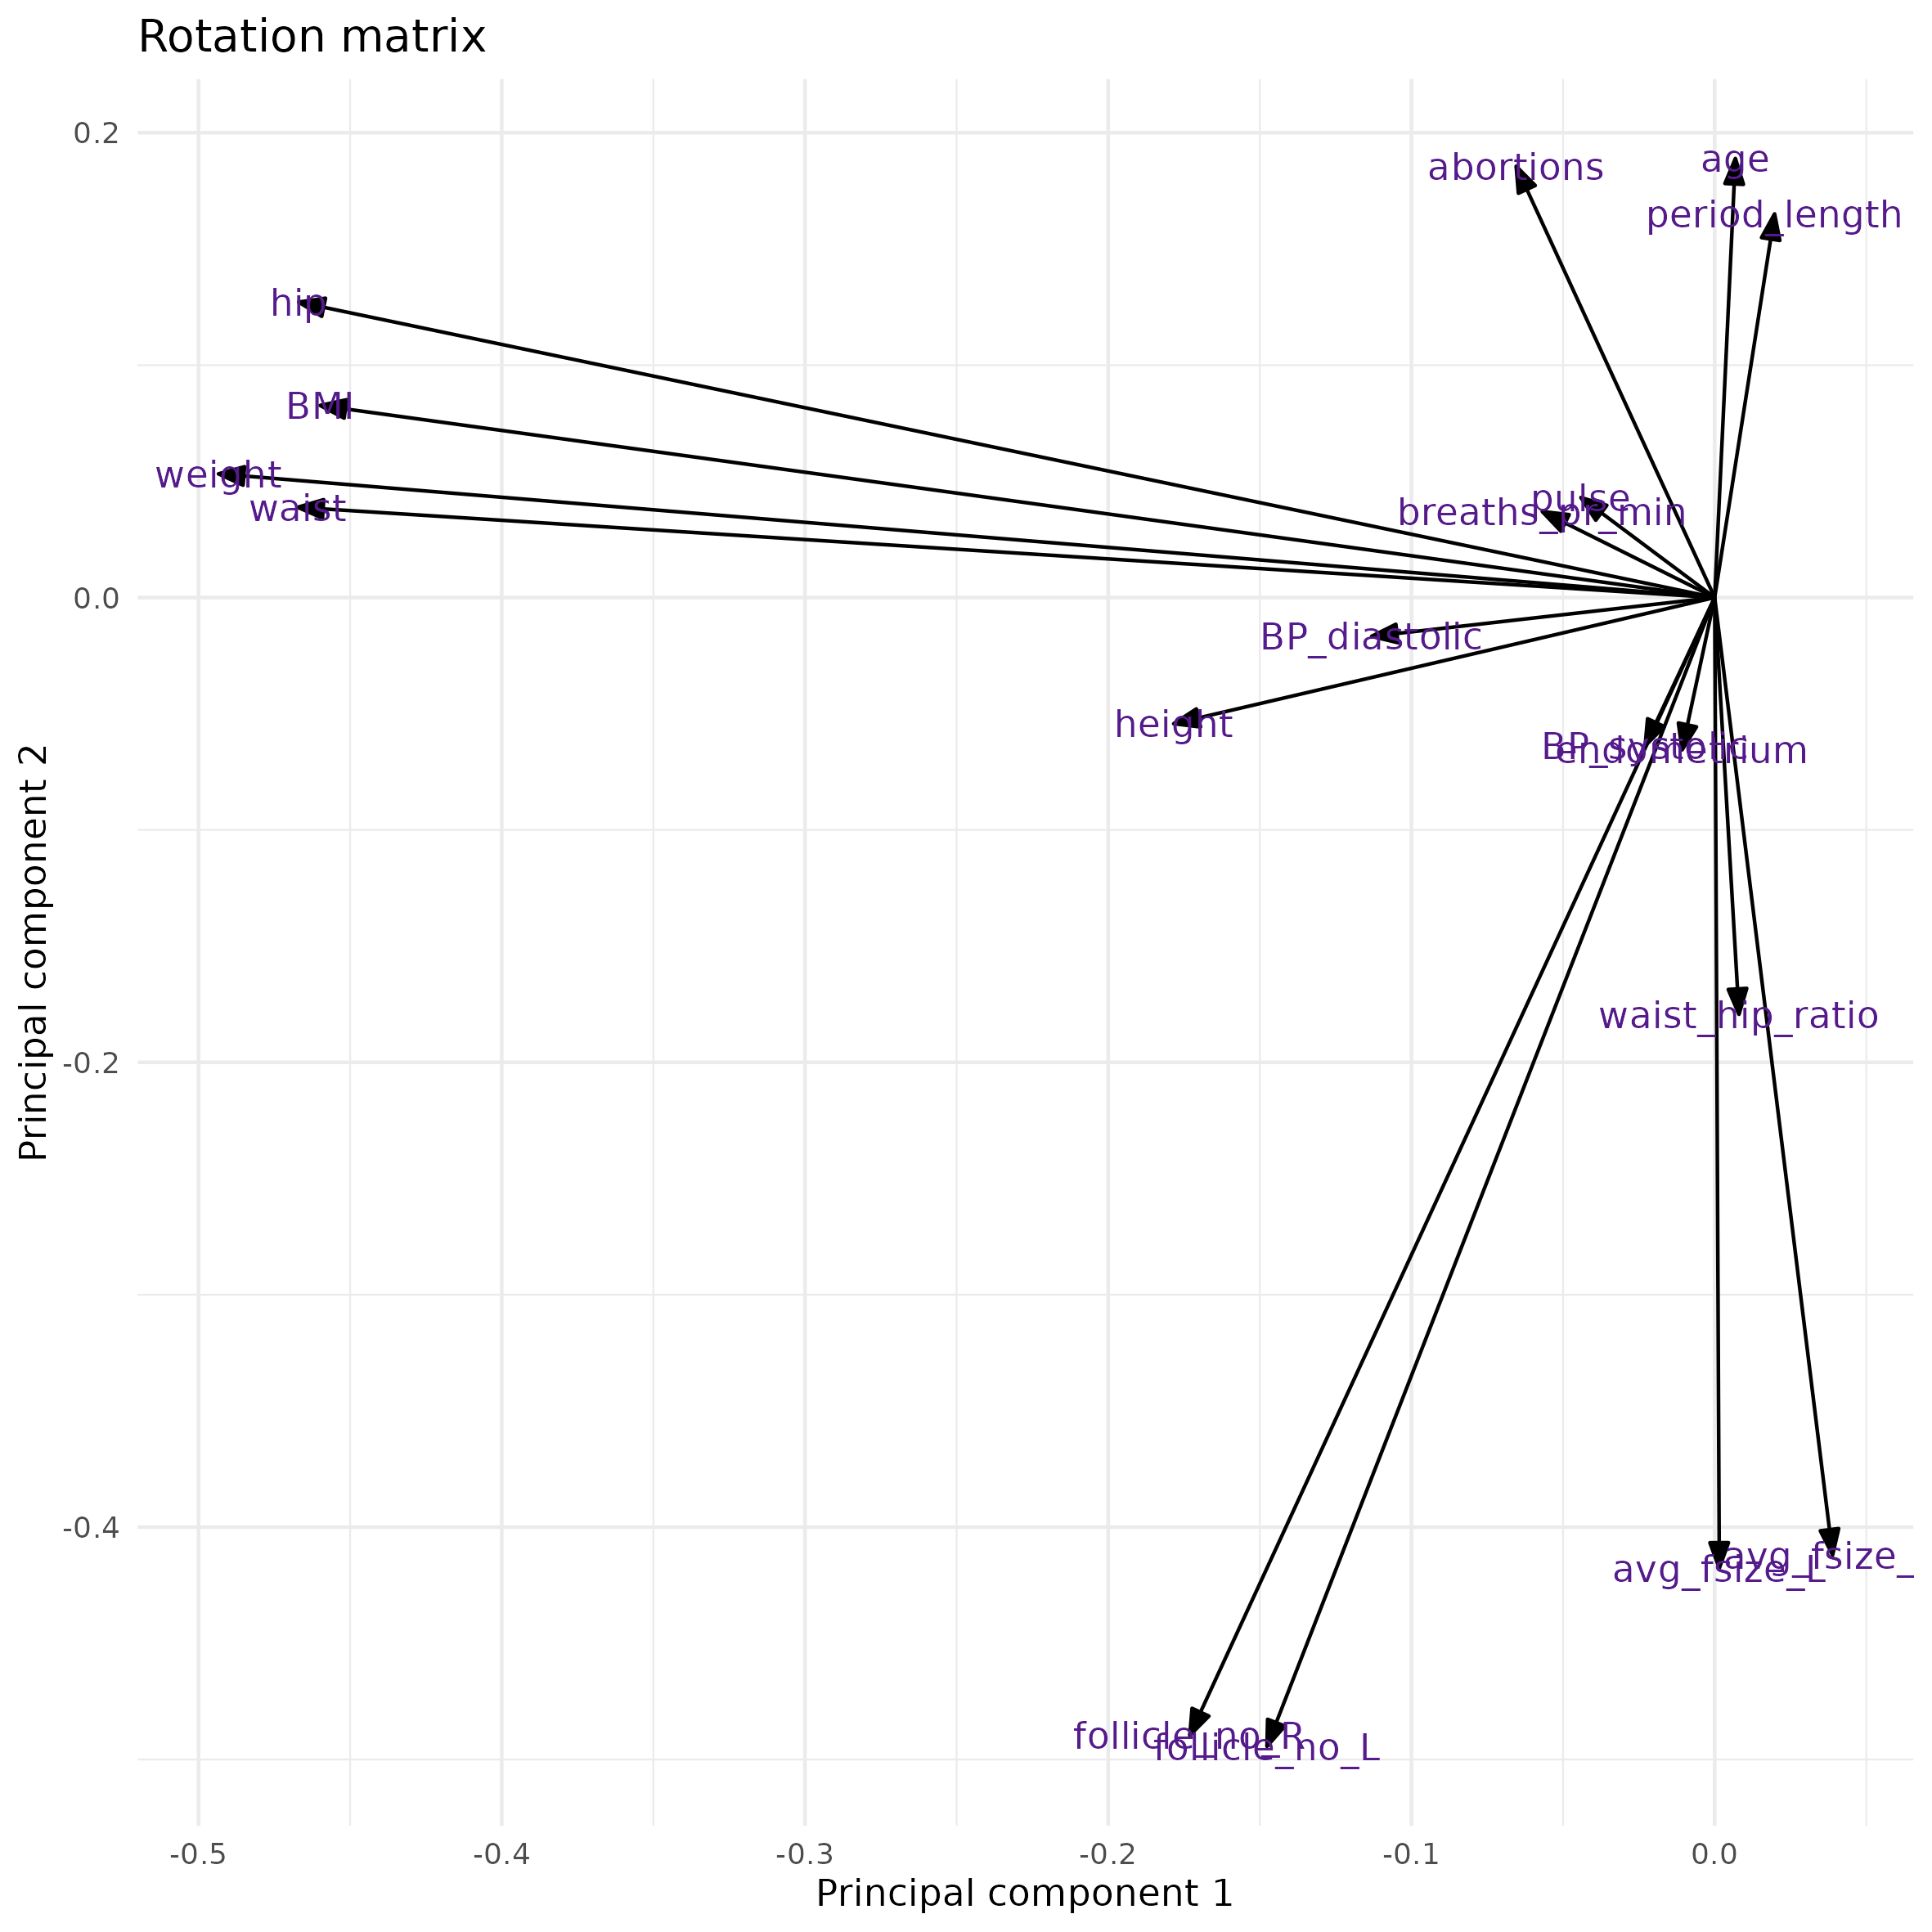 Rotation matrix
0.2
abortions
age
period_length
hip
BMI
weight
waist
pulse
breaths_pr_min
0.0
BP_diastolic
height
BP_systolic
endometrium
waist_hip_ratio
-0.2
-0.4
avg_fsize_
avg_fsize_L
follicle_no_R
follicle_no_L
-0.5 -0.4 -0.3 -0.2 -0.1 0.0
Principal component 1
Principal component 2